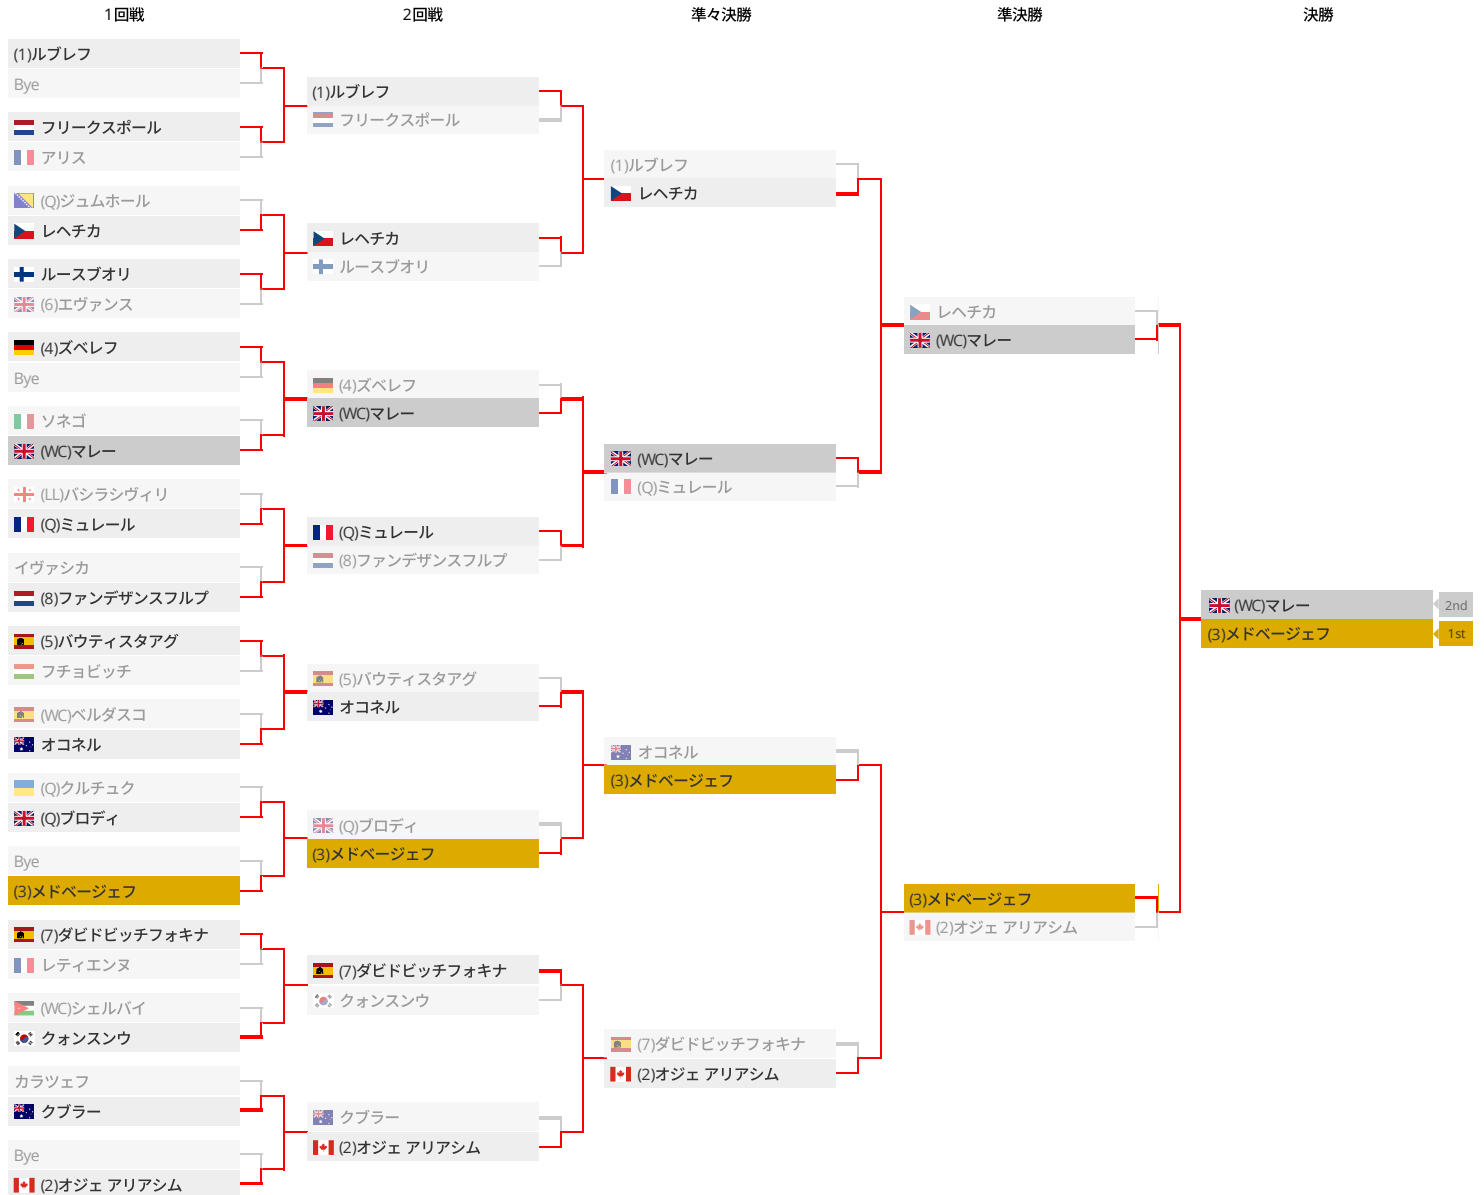 1回戦
2回戦
準々決勝
準決勝
決勝
(1)ルブレフ
Bye
フリークスポール
アリス
(Q)ジュムホール
レヘチカ
ルースブオリ
(6)エヴァンス
(4)ズベレフ
Bye
ソネゴ
(WC)マレー
(LL)バシラシヴィリ
(Q)ミュレール
イヴァシカ
(8)ファンデザンスフルプ
(5)バウティスタアグ
フチョビッチ
(WC)ベルダスコ
オコネル
(Q)クルチュク
(Q)ブロディ
Bye
(3)メドベージェフ
(7)ダビドビッチフォキナ
レティエンヌ
(WC)シェルバイ
クォンスンウ
カラツェフ
クブラー
Bye
(2)オジェ アリアシム
(1)ルブレフ
フリークスポール
レヘチカ
ルースブオリ
(4)ズベレフ
(WC)マレー
(Q)ミュレール
(8)ファンデザンスフルプ
(5)バウティスタアグ
オコネル
(Q)ブロディ
(3)メドベージェフ
(7)ダビドビッチフォキナ
クォンスンウ
クブラー
(2)オジェ アリアシム
(1)ルブレフ
レヘチカ
(WC)マレー
(Q)ミュレール
オコネル
(3)メドベージェフ
(7)ダビドビッチフォキナ
(2)オジェ アリアシム
レヘチカ
(WC)マレー
(3)メドベージェフ
(2)オジェ アリアシム
(WC)マレー
2nd
(3)メドベージェフ
1st